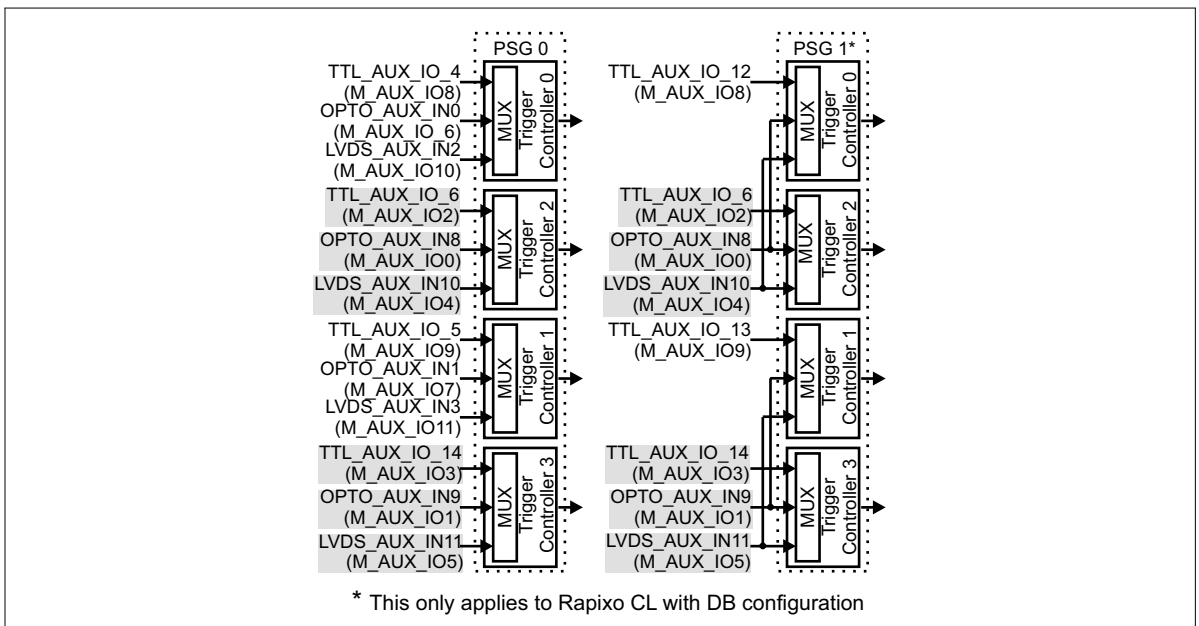 PSG 0
TTL_AUX_IO_4
(M_AUX_IO8)
OPTO_AUX_IN0
(M_AUX_IO_6)
LVDS_AUX_IN2
(M_AUX_IO10)
MUX
Trigger
Controller 0
TTL_AUX_IO_6
(M_AUX_IO2)
OPTO_AUX_IN8
(M_AUX_IO0)
LVDS_AUX_IN10
(M_AUX_IO4)
MUX
Trigger
Controller 2
TTL_AUX_IO_5
(M_AUX_IO9)
OPTO_AUX_IN1
(M_AUX_IO7)
LVDS_AUX_IN3
(M_AUX_IO11)
MUX
Trigger
Controller 1
TTL_AUX_IO_14
(M_AUX_IO3)
OPTO_AUX_IN9
(M_AUX_IO1)
LVDS_AUX_IN11
(M_AUX_IO5)
MUX
Trigger
Controller 3
PSG 1*
TTL_AUX_IO_12
(M_AUX_IO8)
MUX
Trigger
Controller 0
TTL_AUX_IO_6
(M_AUX_IO2)
OPTO_AUX_IN8
(M_AUX_IO0)
LVDS_AUX_IN10
(M_AUX_IO4)
MUX
Trigger
Controller 2
TTL_AUX_IO_13
(M_AUX_IO9)
MUX
Trigger
Controller 1
TTL_AUX_IO_14
(M_AUX_IO3)
OPTO_AUX_IN9
(M_AUX_IO1)
LVDS_AUX_IN11
(M_AUX_IO5)
MUX
Trigger
Controller 3
* This only applies to Rapixo CL with DB configuration